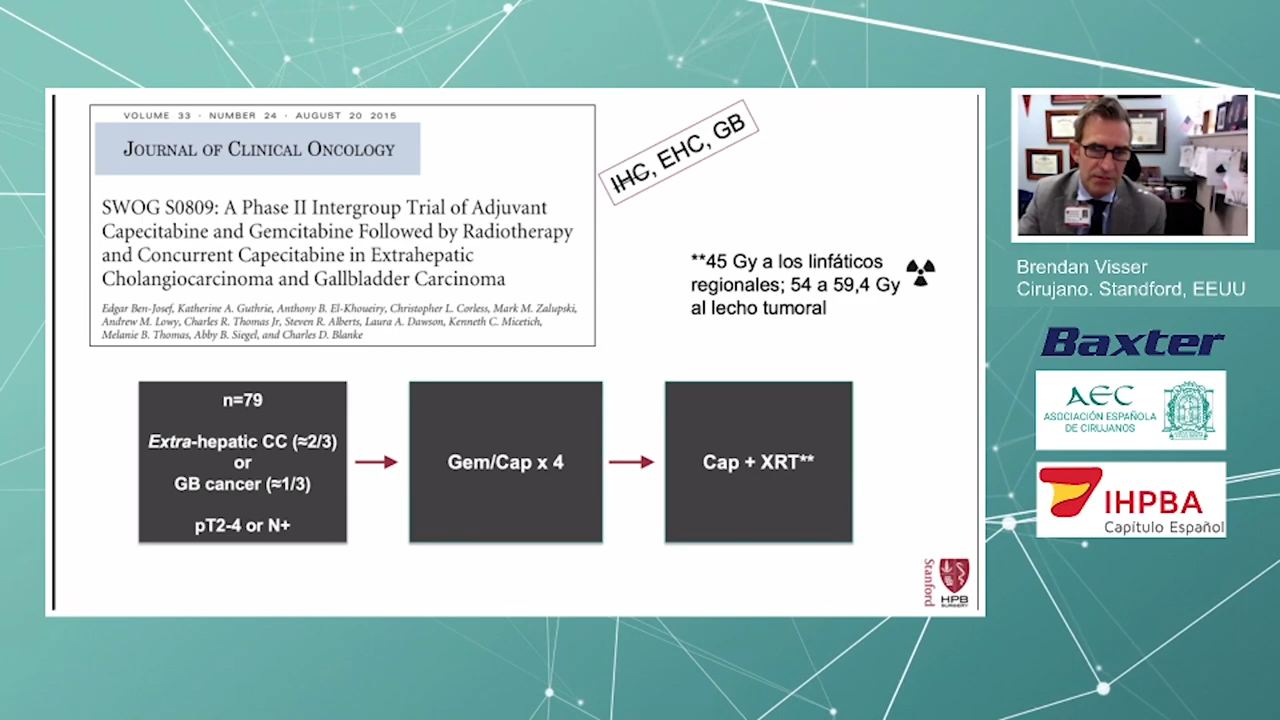 VOLUME 33 · NUMBER 24 · AUGUST 20 2015
JOURNAL OF CLINICAL ONCOLOGY
SWOG S0809: A Phase II Intergroup Trial of Adjuvant
Capecitabine and Gemcitabine Followed by Radiotherapy
and Concurrent Capecitabine in Extrahepatic
Cholangiocarcinoma and Gallbladder Carcinoma
Edgar Ben-Josef, Katherine A. Guthrie, Anthony B. El-Khoueiry, Christopher L. Corless, Mark M. Zalupski,
Andrew M. Lowy, Charles R. Thomas Jr, Steven R. Alberts, Laura A. Dawson, Kenneth C. Micetich,
Melanie B. Thomas, Abby B. Siegel, and Charles D. Blanke
IHC, EHC, GB
**45 Gy a los linfáticos
regionales; 54 a 59,4 Gy
al lecho tumoral
n=79
Extra-hepatic CC (≈2/3)
or
GB cancer (≈1/3)
pT2-4 or N+
Gem/Cap x 4
Cap + XRT**
Stanford
HPB
SURGERY
Brendan Visser
Cirujano. Standford, EEUU
Baxter
AEC
ASOCIACIÓN ESPAÑOLA
DE CIRUJANOS
IHPBA
Capítulo Español